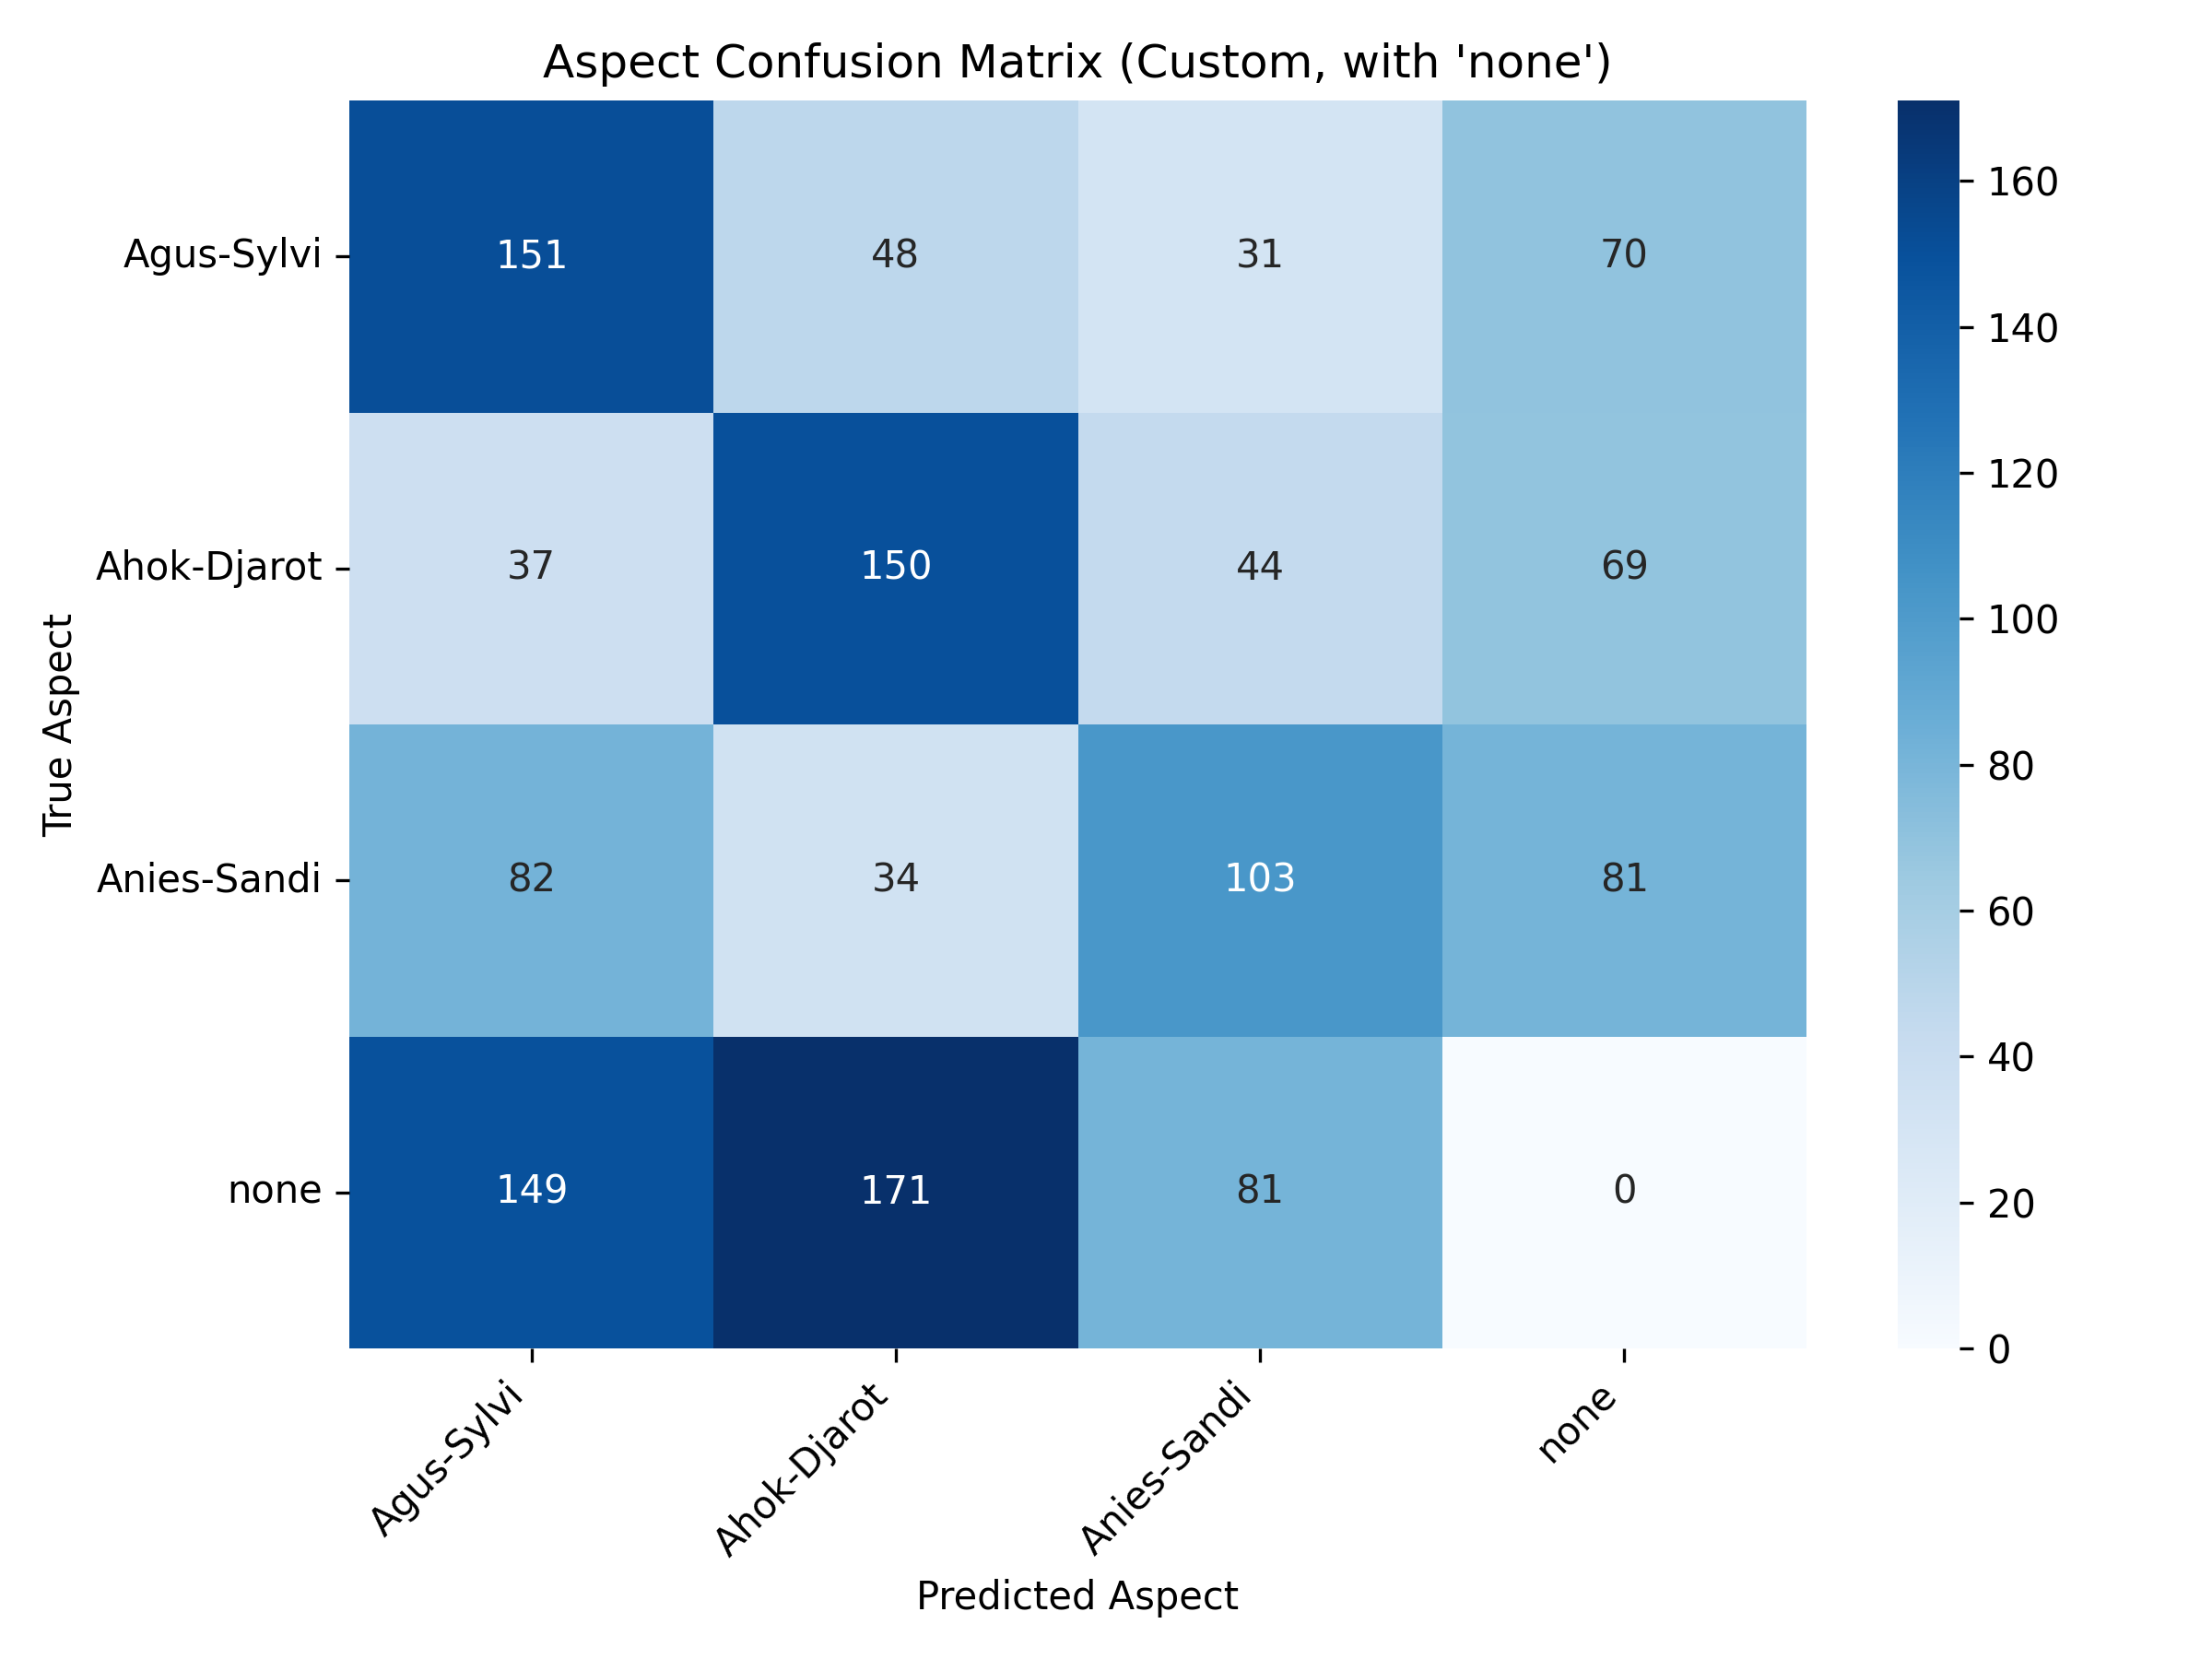 Aspect Confusion Matrix (Custom, with 'none')
True Aspect
Agus-Sylvi 151 48 31 70
Ahok-Djarot 37 150 44 69
Anies-Sandi 82 34 103 81
none 149 171 81 0
Agus-Sylvi Ahok-Djarot Anies-Sandi none
Predicted Aspect
160
140
120
100
80
60
40
20
0